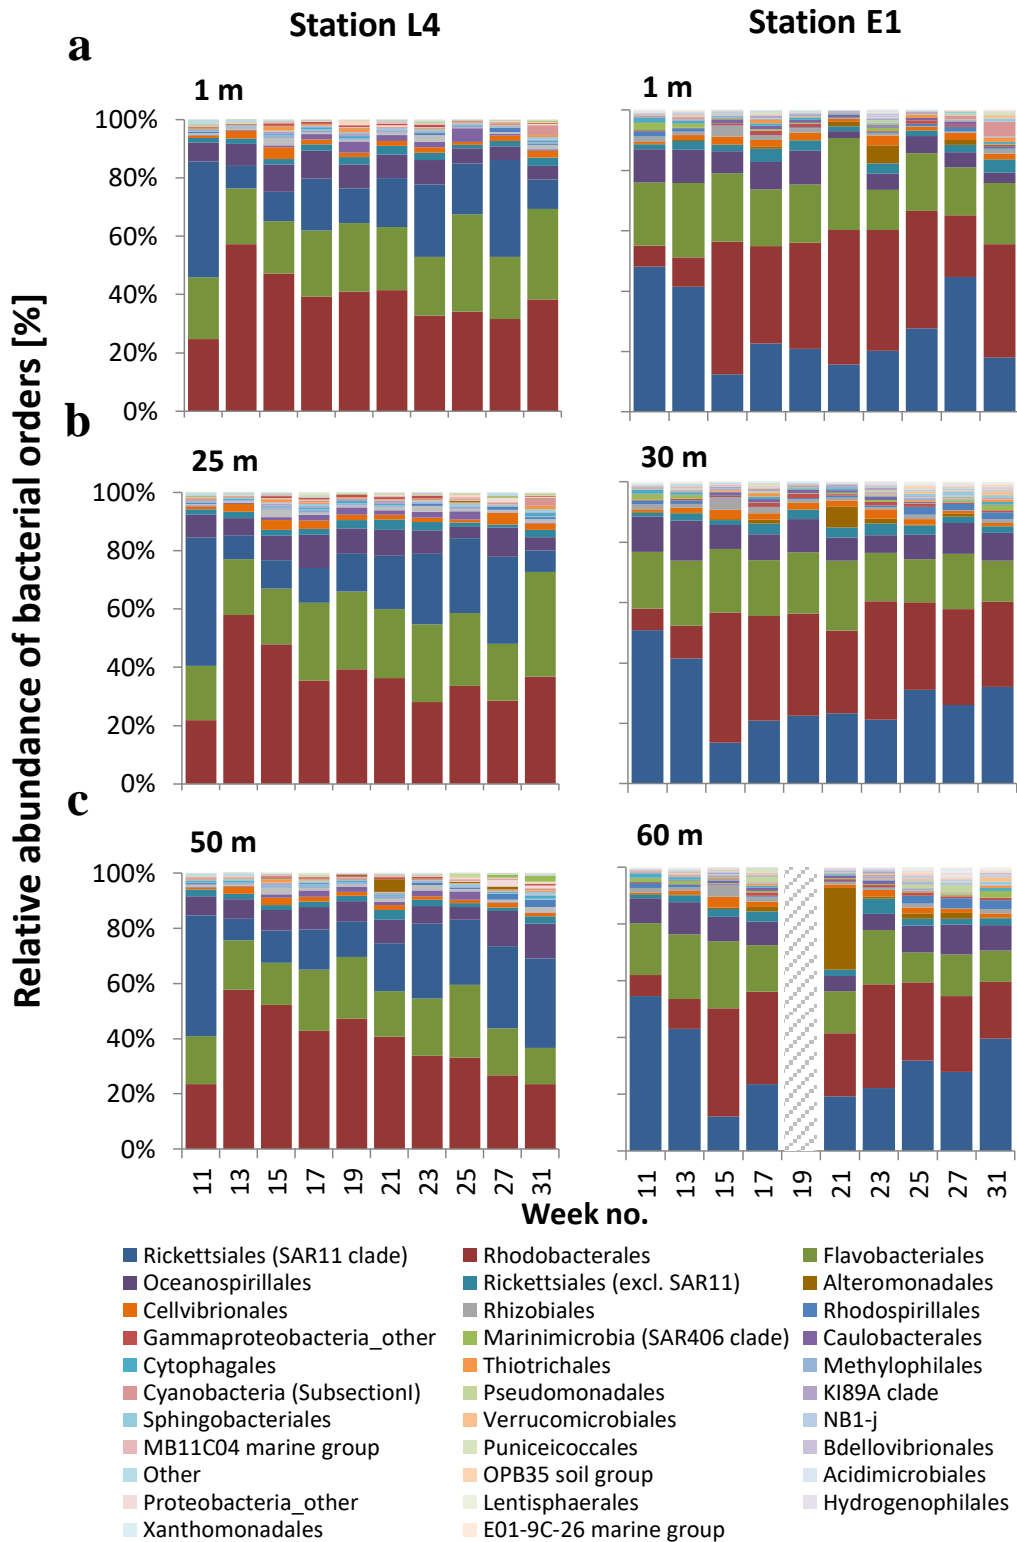 Station L4 Station E1
a
1 m 1 m
100%
80%
60%
40%
20%
0%
b
25 m 30 m
100%
80%
60%
40%
20%
0%
c
50 m 60 m
100%
80%
60%
40%
20%
0%
Relative abundance of bacterial orders [%]
11 13 15 17 19 21 23 25 27 31 11 13 15 17 19 21 23 25 27 31
Week no.
Rickettsiales (SAR11 clade) Rhodobacterales Flavobacteriales
Oceanospirillales Rickettsiales (excl. SAR11) Alteromonadales
Cellvibrionales Rhizobiales Rhodospirillales
Gammaproteobacteria_other Marinimicrobia (SAR406 clade) Caulobacterales
Cytophagales Thiotrichales Methylophilales
Cyanobacteria (SubsectionI) Pseudomonadales KI89A clade
Sphingobacteriales Verrucomicrobiales NB1-j
MB11C04 marine group Puniceicoccales Bdellovibrionales
Other OPB35 soil group Acidimicrobiales
Proteobacteria_other Lentisphaerales Hydrogenophilales
Xanthomonadales E01-9C-26 marine group